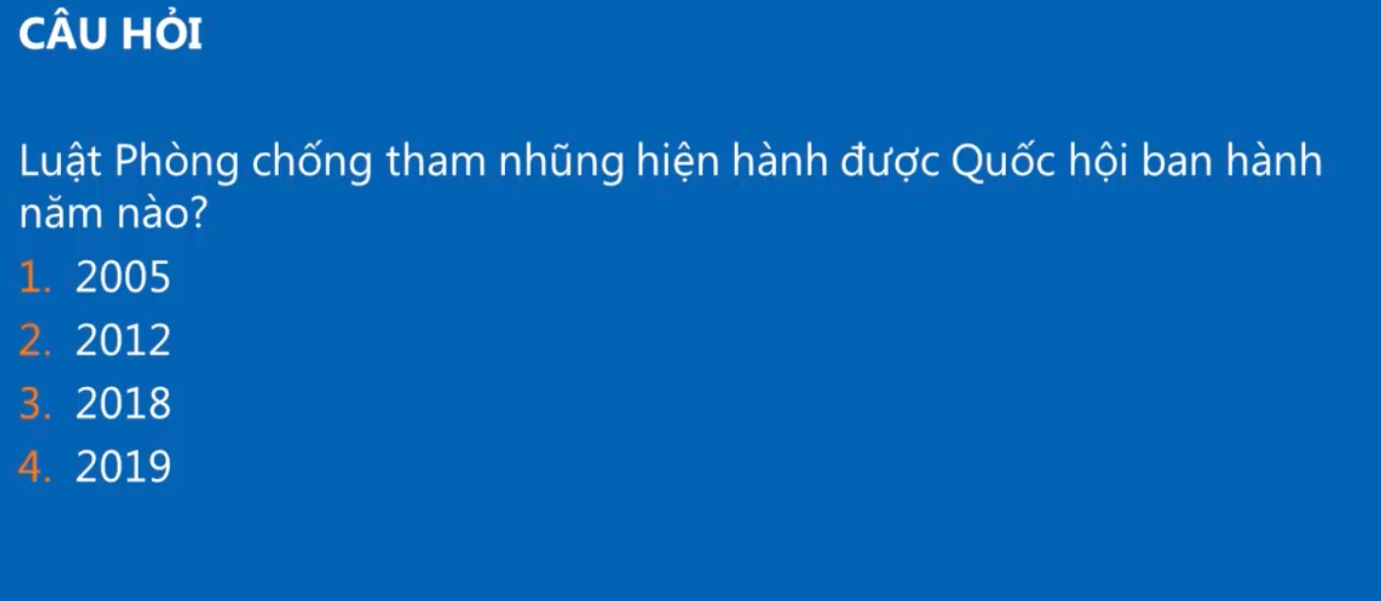 CÂU HỎI
Luật Phòng chống tham nhũng hiện hành được Quốc hội ban hành
năm nào?
1. 2005
2. 2012
3. 2018
4. 2019